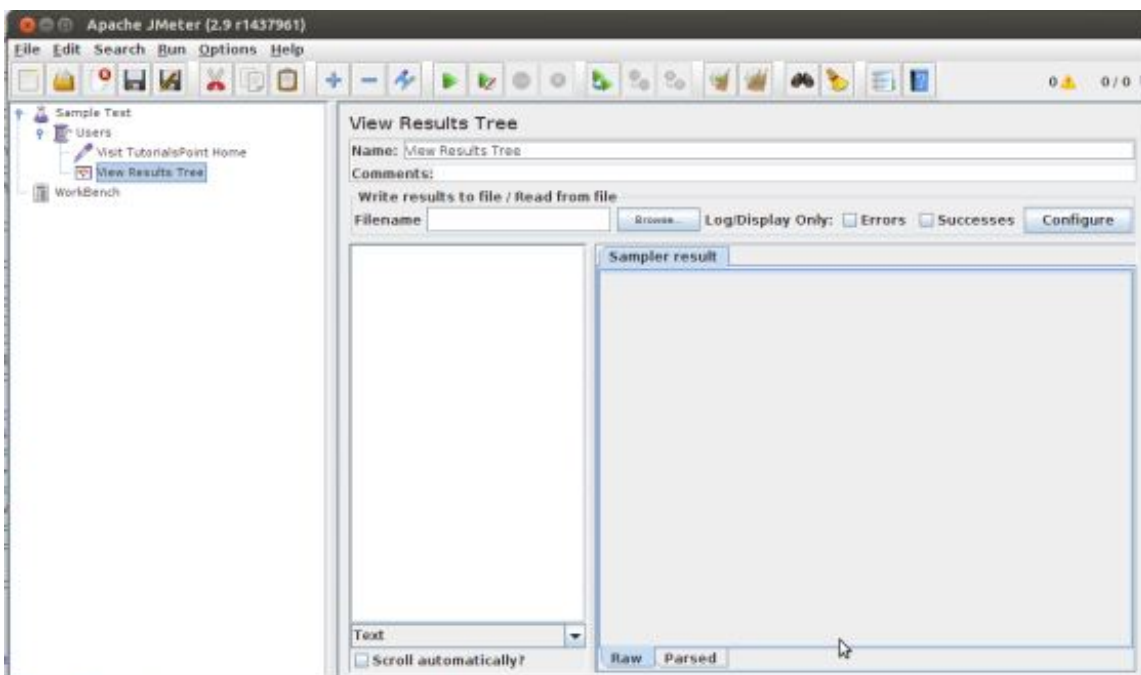 Apache JMeter (2.9 r1437961)
File Edit Search Run Options Help
0 0 / 0
Sample Text
Users
Visit TutorialsPoint Home
View Results Tree
WorkBench
View Results Tree
Name: View Results Tree
Comments:
Write results to file / Read from file
Filename Browse... Log/Display Only: Errors Successes Configure
Sampler result
Text
Scroll automatically?
Raw Parsed